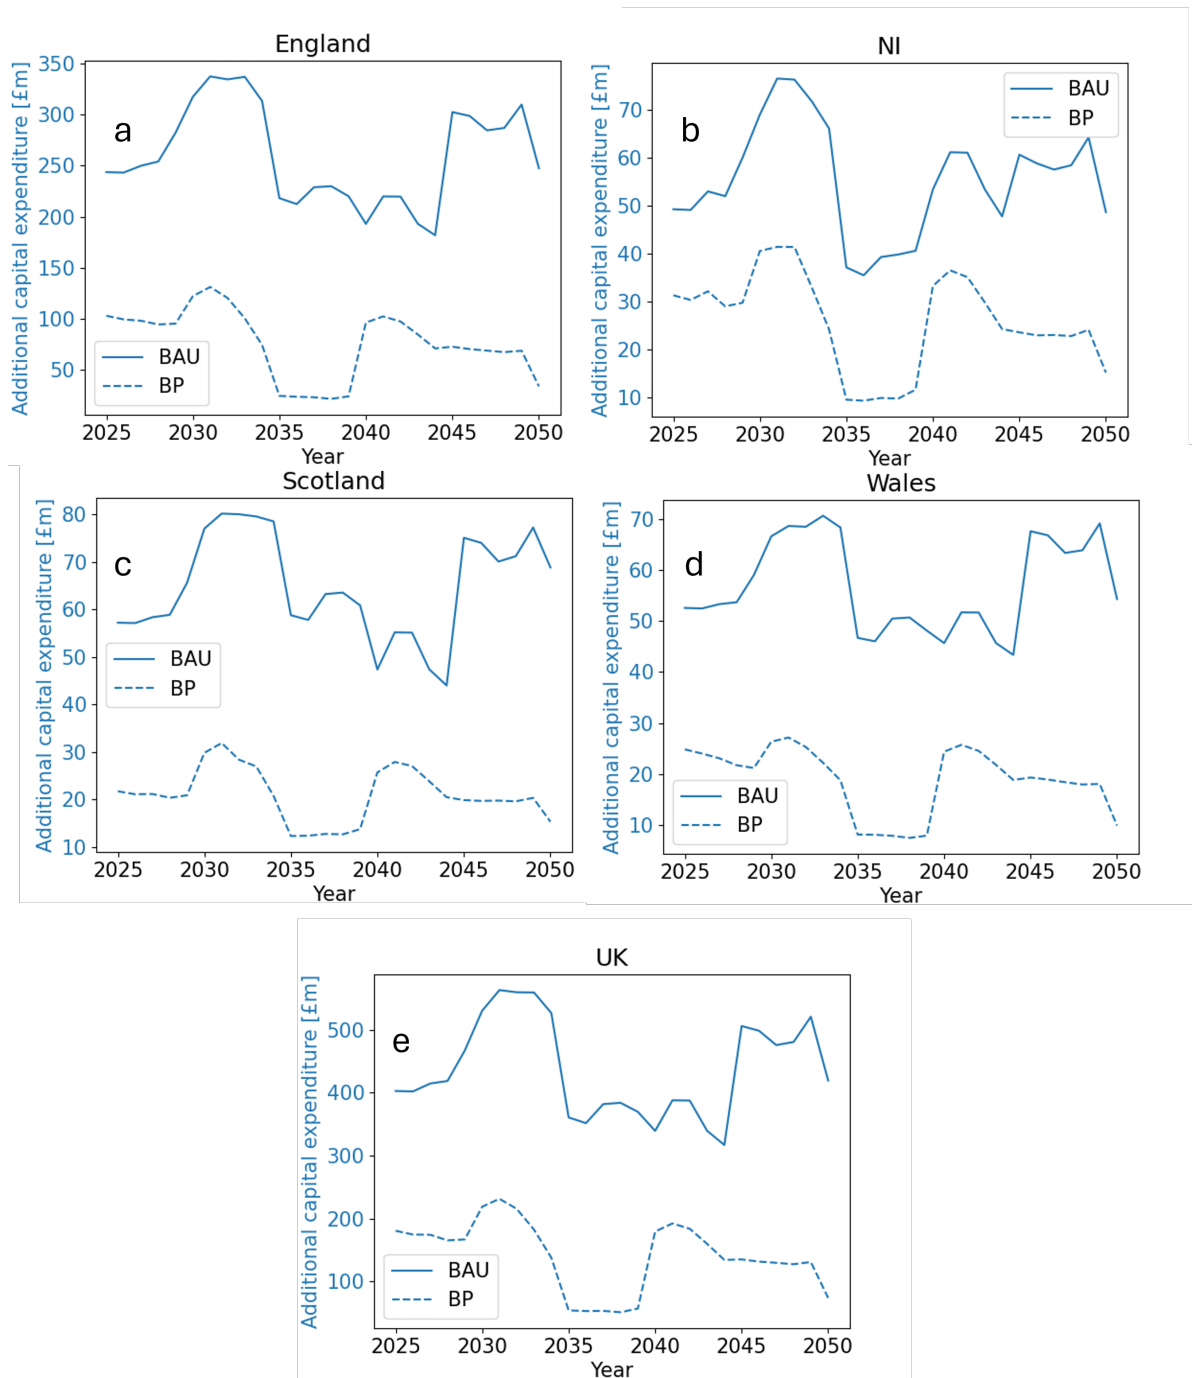 England
Additional capital expenditure [£m]
350
300
250
200
150
100
50
a
BAU
BP
2025 2030 2035 2040 2045 2050
Year
NI
Additional capital expenditure [£m]
70
60
50
40
30
20
10
b
BAU
BP
2025 2030 2035 2040 2045 2050
Year
Scotland
Additional capital expenditure [£m]
80
70
60
50
40
30
20
10
c
BAU
BP
2025 2030 2035 2040 2045 2050
Year
Wales
Additional capital expenditure [£m]
70
60
50
40
30
20
10
d
BAU
BP
2025 2030 2035 2040 2045 2050
Year
UK
Additional capital expenditure [£m]
500
400
300
200
100
e
BAU
BP
2025 2030 2035 2040 2045 2050
Year